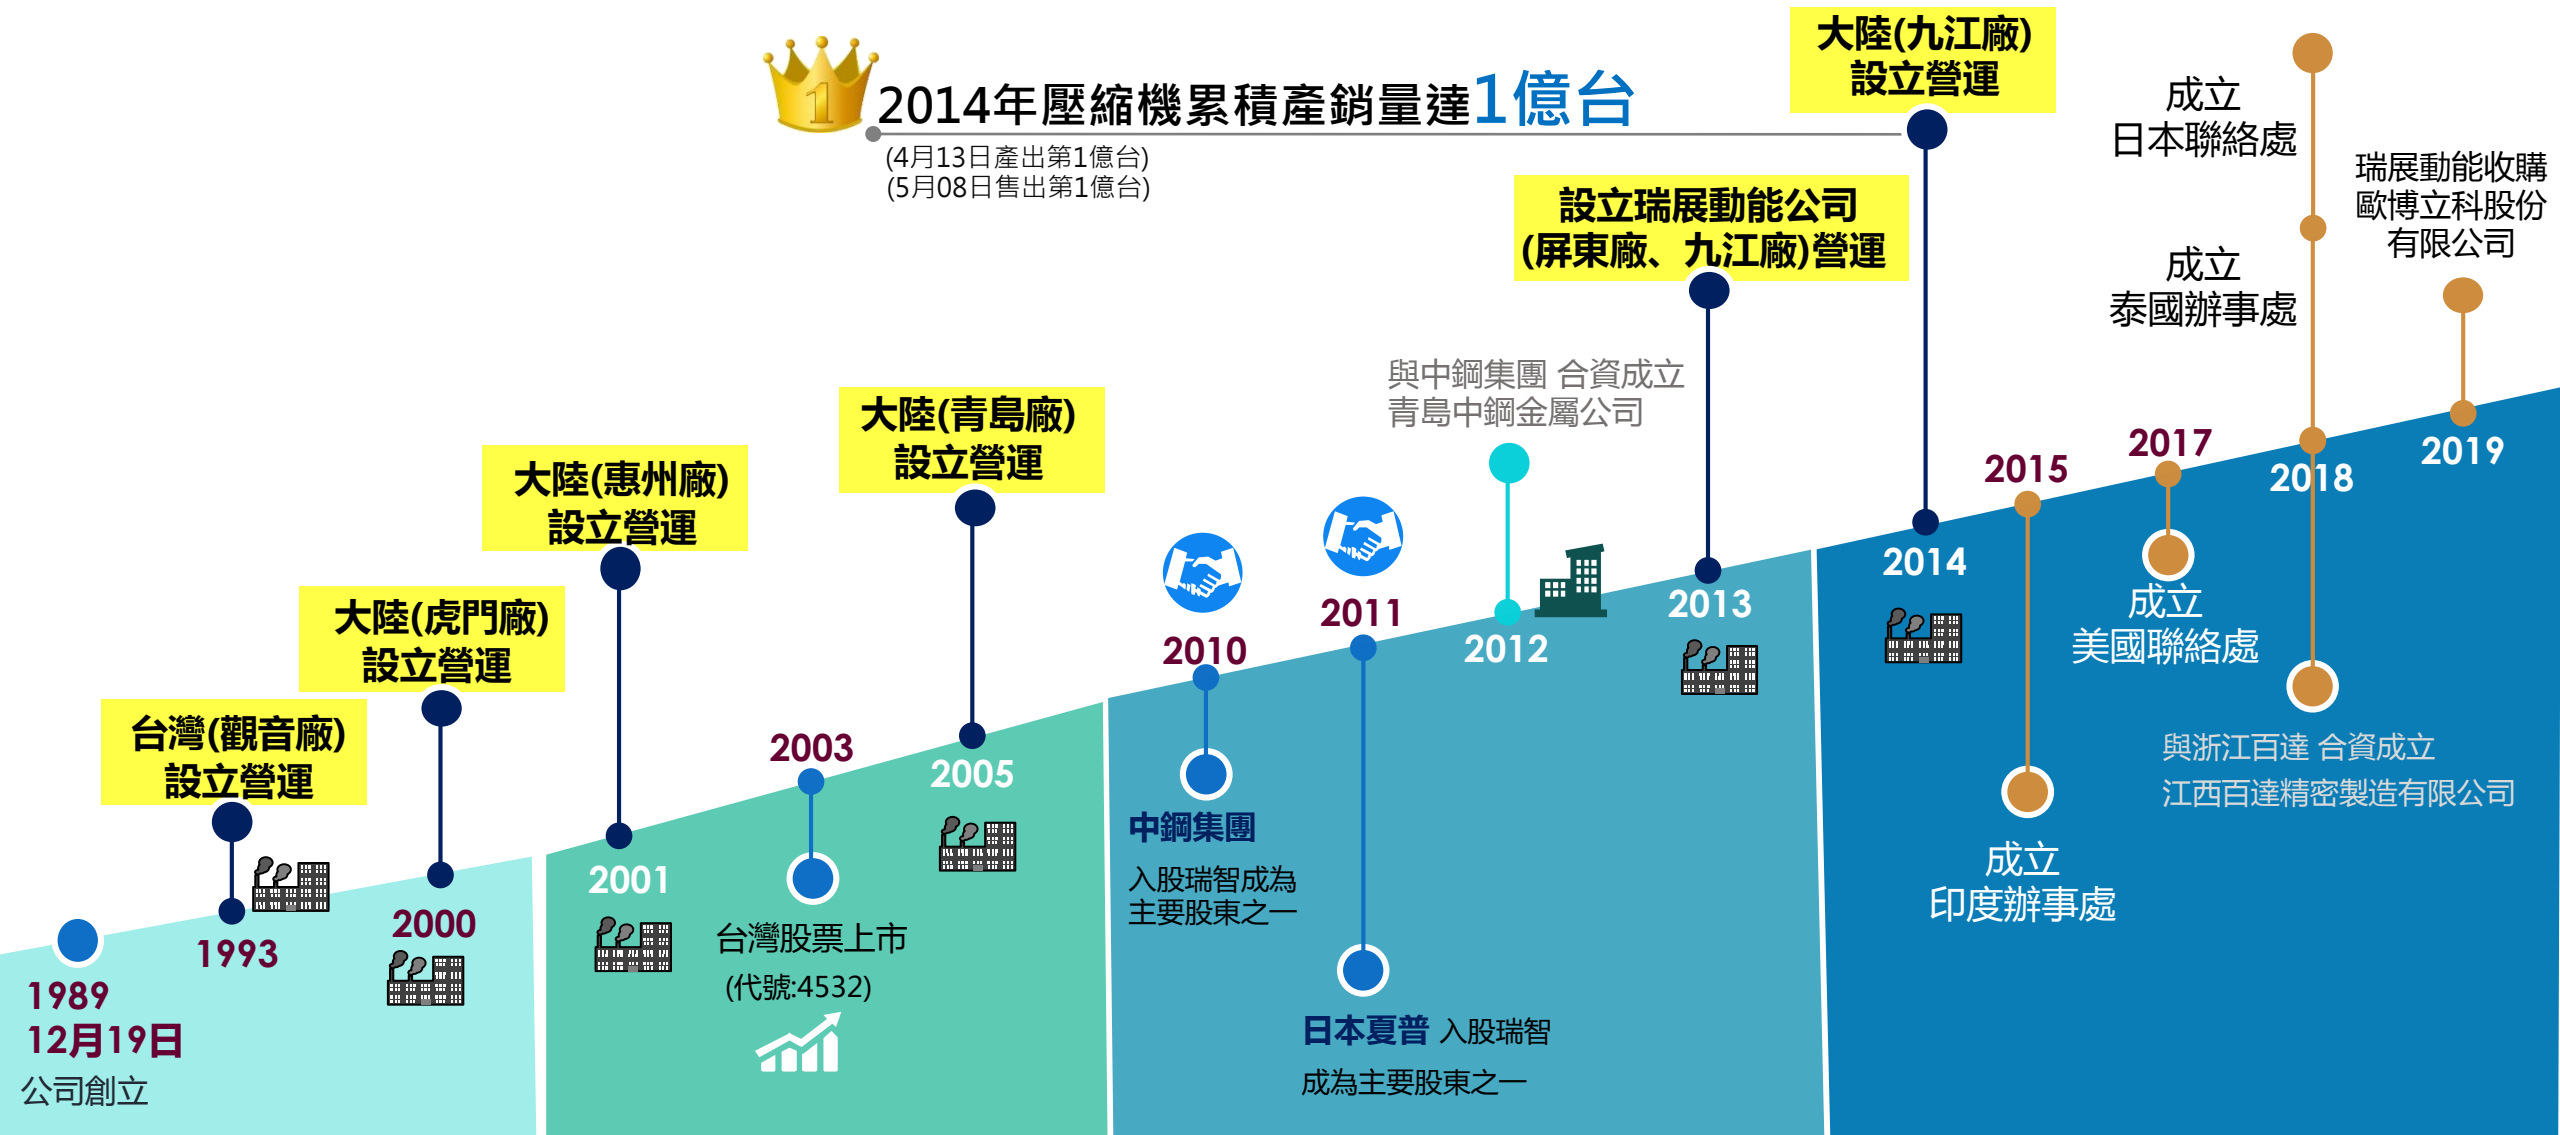 1
2014年壓縮機累積產銷量達1億台
(4月13日產出第1億台)
(5月08日售出第1億台)
1989
12月19日
公司創立
台灣(觀音廠)
設立營運
1993
大陸(虎門廠)
設立營運
2000
大陸(惠州廠)
設立營運
2001
2003
台灣股票上市
(代號:4532)
大陸(青島廠)
設立營運
2005
2010
中鋼集團
入股瑞智成為
主要股東之一
2011
日本夏普 入股瑞智
成為主要股東之一
與中鋼集團 合資成立
青島中鋼金屬公司
2012
設立瑞展動能公司
(屏東廠、九江廠)營運
2013
大陸(九江廠)
設立營運
2014
2015
成立
印度辦事處
2017
成立
美國聯絡處
成立
日本聯絡處
成立
泰國辦事處
2018
與浙江百達 合資成立
江西百達精密製造有限公司
瑞展動能收購
歐博立科股份
有限公司
2019